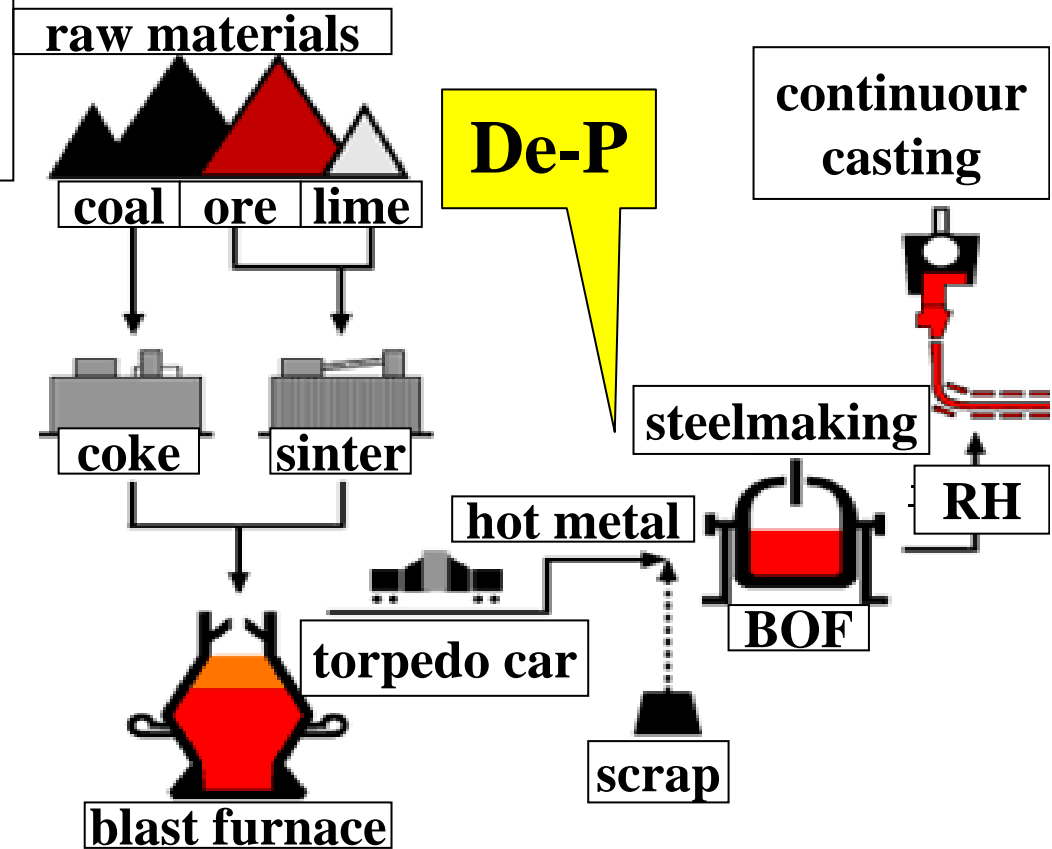 raw materials
coal ore lime
De-P
continuour
casting
coke
sinter
steelmaking
RH
hot metal
BOF
torpedo car
scrap
blast furnace